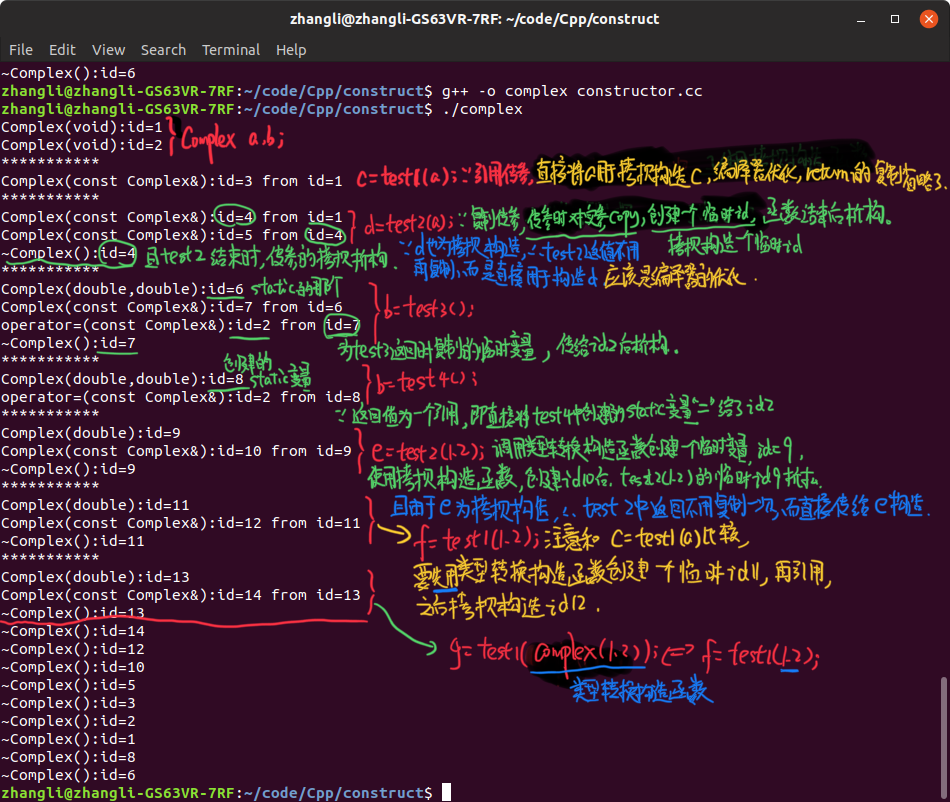 zhangli@zhangli-GS63VR-7RF: ~/code/Cpp/construct
File Edit View Search Terminal Help
~Complex():id=6
zhangli@zhangli-GS63VR-7RF:~/code/Cpp/construct$ g++ -o complex constructor.cc
zhangli@zhangli-GS63VR-7RF:~/code/Cpp/construct$ ./complex
Complex(void):id=1
Complex(void):id=2
Complex a,b;
***********
Complex(const Complex&):id=3 from id=1
c=test1(a); ∵引用传参,直接将a用于拷贝构造c,编译器优化,return的复制省略了.
***********
Complex(const Complex&):id=4 from id=1
Complex(const Complex&):id=5 from id=4
d=test2(a); ∵复制传参,传参时对变参copy,创建一个临时id,函数结束后析构.
拷贝构造一个临时id
~Complex():id=4
且test2结束时,传参的拷贝析构.
∵d也为拷贝构造,∴test2返值不用
再复制,而是直接用于构造d 应该是编译器的优化.
***********
Complex(double,double):id=6
static的那个
Complex(const Complex&):id=7 from id=6
operator=(const Complex&):id=2 from id=7
~Complex():id=7
b=test3();
为test3返回时复制的临时变量,传给id2后析构.
***********
Complex(double,double):id=8
创建的
static变量
operator=(const Complex&):id=2 from id=8
b=test4();
∵返回值为一个引用,即直接将test4中创建的static变量"="给了id2
***********
Complex(double):id=9
Complex(const Complex&):id=10 from id=9
~Complex():id=9
e=test2(1.2); 调用类型转换构造函数创建一个临时变量,id=9,
使用拷贝构造函数,创建id10后.test2(1.2)的临时id9析构.
且由于e为拷贝构造,∴test2中返回不用复制一次,而直接传给e构造.
***********
Complex(double):id=11
Complex(const Complex&):id=12 from id=11
~Complex():id=11
f=test1(1.2);注意和 C=test1(a)比较,
要先用类型转换构造函数创建一个临时id11,再引用,
之后拷贝构造id12.
***********
Complex(double):id=13
Complex(const Complex&):id=14 from id=13
~Complex():id=13
g=test1(complex(1.2));<=> f=test1(1.2);
类型转换构造函数
~Complex():id=14
~Complex():id=12
~Complex():id=10
~Complex():id=5
~Complex():id=3
~Complex():id=2
~Complex():id=1
~Complex():id=8
~Complex():id=6
zhangli@zhangli-GS63VR-7RF:~/code/Cpp/construct$